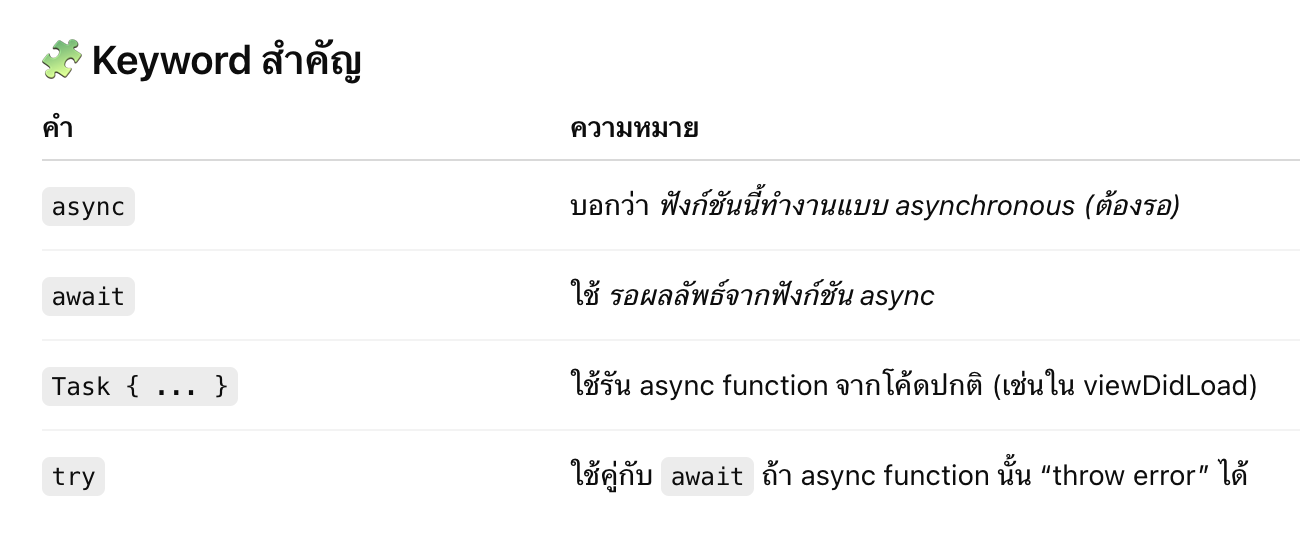 🧩 Keyword สำคัญ
คำ ความหมาย
async บอกว่า ฟังก์ชันนี้ทำงานแบบ asynchronous (ต้องรอ)
await ใช้ รอผลลัพธ์จากฟังก์ชัน async
Task { ... } ใช้รัน async function จากโค้ดปกติ (เช่นใน viewDidLoad)
try ใช้คู่กับ await ถ้า async function นั้น “throw error” ได้